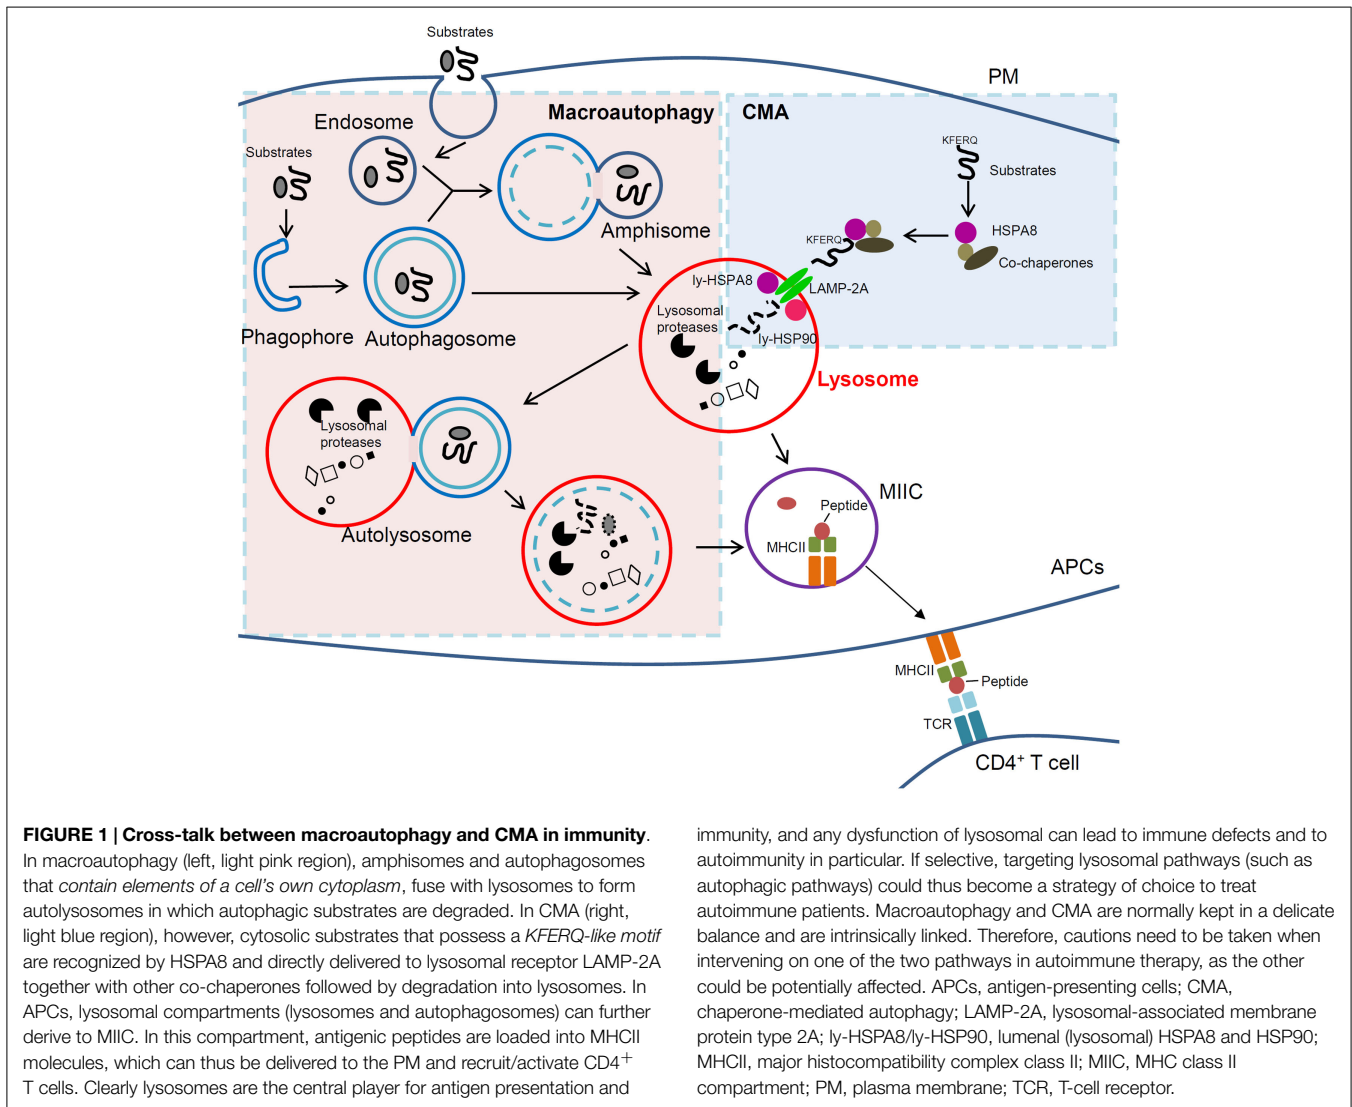 Substrates
PM
Macroautophagy
CMA
Endosome
Substrates
KFERQ
Substrates
Amphisome
HSPA8
KFERQ
Co-chaperones
ly-HSPA8
LAMP-2A
Lysosomal
proteases
Phagophore
Autophagosome
ly-HSP90
Lysosome
Lysosomal
proteases
Autolysosome
MIIC
Peptide
MHCII
APCs
MHCII
Peptide
TCR
CD4+ T cell
FIGURE 1 | Cross-talk between macroautophagy and CMA in immunity.
In macroautophagy (left, light pink region), amphisomes and autophagosomes
that contain elements of a cell's own cytoplasm, fuse with lysosomes to form
autolysosomes in which autophagic substrates are degraded. In CMA (right,
light blue region), however, cytosolic substrates that possess a KFERQ-like motif
are recognized by HSPA8 and directly delivered to lysosomal receptor LAMP-2A
together with other co-chaperones followed by degradation into lysosomes. In
APCs, lysosomal compartments (lysosomes and autophagosomes) can further
derive to MIIC. In this compartment, antigenic peptides are loaded into MHCII
molecules, which can thus be delivered to the PM and recruit/activate CD4+
T cells. Clearly lysosomes are the central player for antigen presentation and
immunity, and any dysfunction of lysosomal can lead to immune defects and to
autoimmunity in particular. If selective, targeting lysosomal pathways (such as
autophagic pathways) could thus become a strategy of choice to treat
autoimmune patients. Macroautophagy and CMA are normally kept in a delicate
balance and are intrinsically linked. Therefore, cautions need to be taken when
intervening on one of the two pathways in autoimmune therapy, as the other
could be potentially affected. APCs, antigen-presenting cells; CMA,
chaperone-mediated autophagy; LAMP-2A, lysosomal-associated membrane
protein type 2A; ly-HSPA8/ly-HSP90, lumenal (lysosomal) HSPA8 and HSP90;
MHCII, major histocompatibility complex class II; MIIC, MHC class II
compartment; PM, plasma membrane; TCR, T-cell receptor.